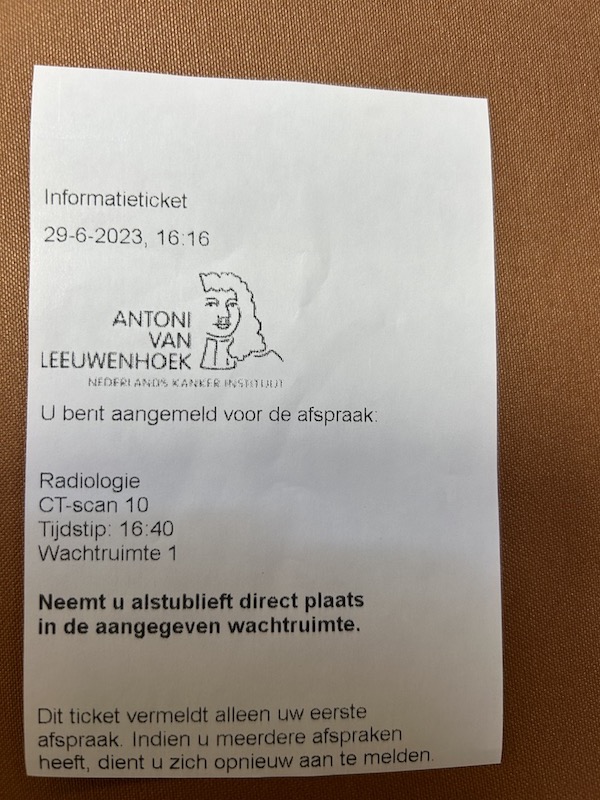 Informatieticket
29-6-2023, 16:16
ANTONI
VAN
LEEUWENHOEK
NEDERLANDS KANKER INSTITUUT
U bent aangemeld voor de afspraak:
Radiologie
CT-scan 10
Tijdstip: 16:40
Wachtruimte 1
Neemt u alstublieft direct plaats
in de aangegeven wachtruimte.
Dit ticket vermeldt alleen uw eerste
afspraak. Indien u meerdere afspraken
heeft, dient u zich opnieuw aan te melden.